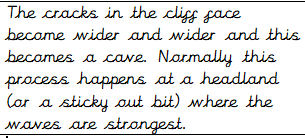 The cracks in the cliff face
become wider and wider and this
becomes a cave. Normally this
process happens at a headland
(or a sticky out bit) where the
waves are strongest.